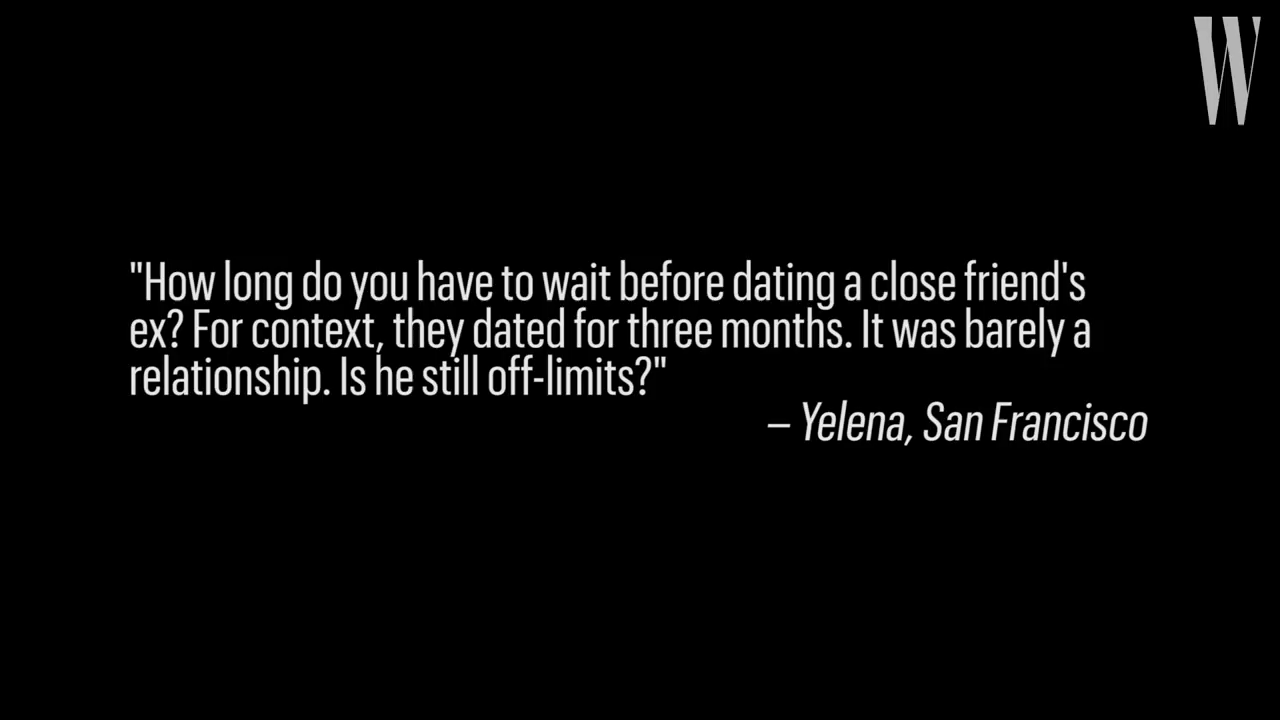 W
"How long do you have to wait before dating a close friend's
ex? For context, they dated for three months. It was barely a
relationship. Is he still off-limits?"
– Yelena, San Francisco